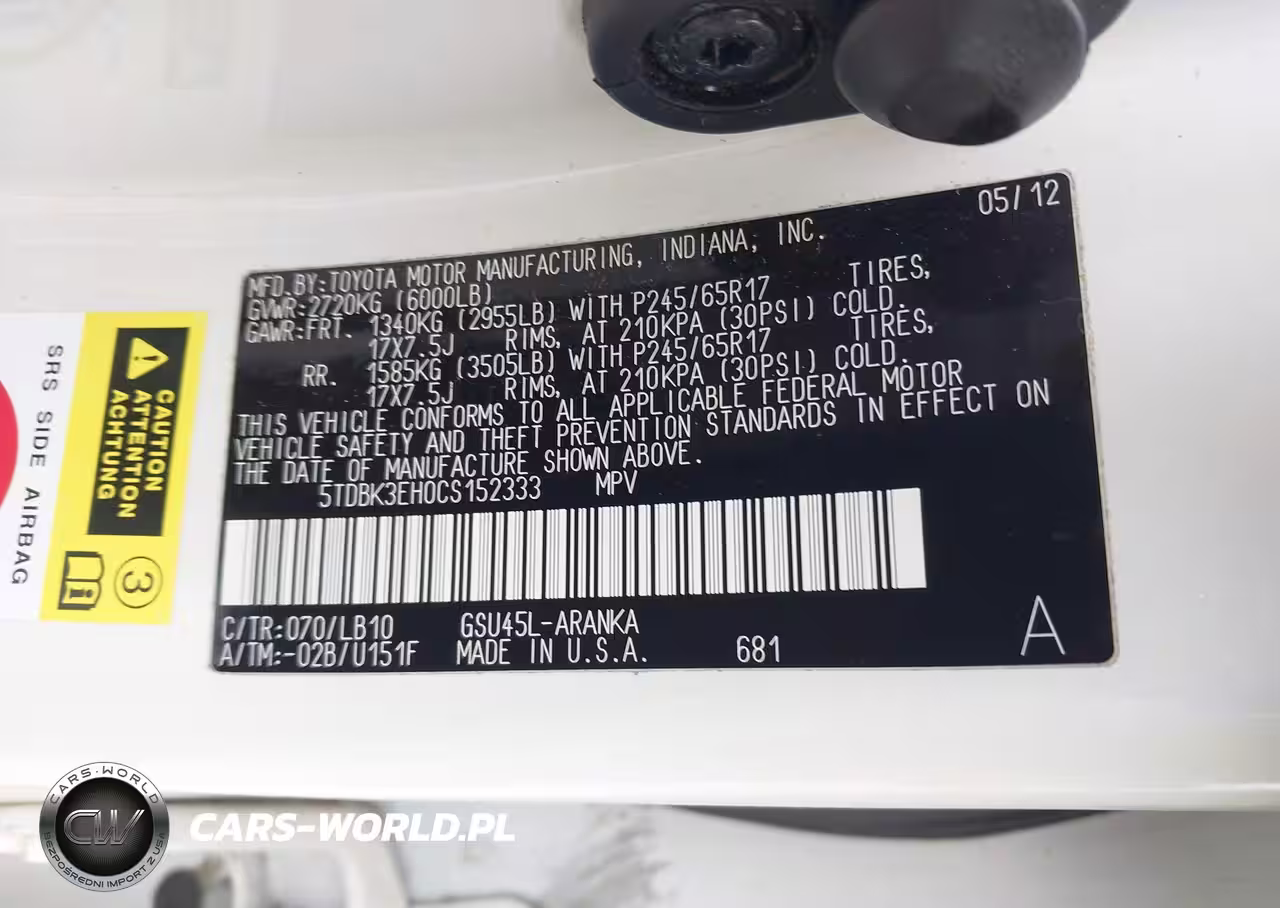 05/12
MFD.BY:TOYOTA MOTOR MANUFACTURING, INDIANA, INC.
GVWR:2720KG (6000LB)
GAWR:FRT. 1340KG (2955LB) WITH P245/65R17 TIRES,
17X7.5J RIMS, AT 210KPA (30PSI) COLD.
RR. 1585KG (3505LB) WITH P245/65R17 TIRES,
17X7.5J RIMS, AT 210KPA (30PSI) COLD.
THIS VEHICLE CONFORMS TO ALL APPLICABLE FEDERAL MOTOR
VEHICLE SAFETY AND THEFT PREVENTION STANDARDS IN EFFECT ON
THE DATE OF MANUFACTURE SHOWN ABOVE.
5TDBK3EH0CS152333 MPV
C/TR:070/LB10 GSU45L-ARANKA
A/TM:-02B/U151F MADE IN U.S.A. 681
A
CAUTION
ATTENTION
ACHTUNG
3
SRS SIDE AIRBAG
CARS-WORLD
CW
BEZPOŚREDNI IMPORT Z USA
CARS-WORLD.PL